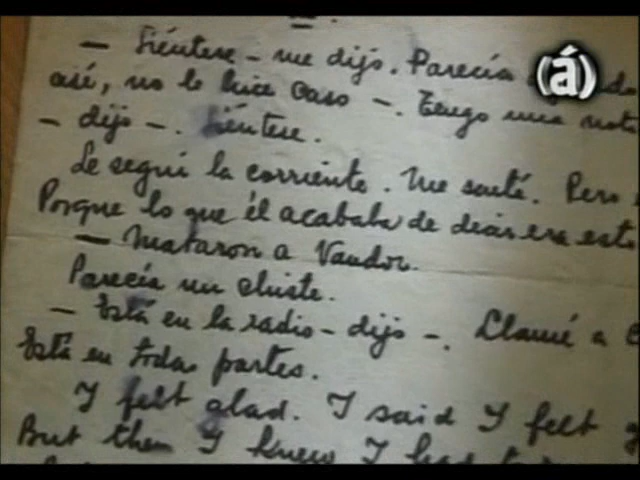 (á)
— Siéntese – me dijo. Parecía
así, no le hice caso –. Tengo una
– dijo –. Siéntese.
Le seguí la corriente. Me senté. Pero
Porque lo que él acababa de decir era esto
— Mataron a Vandor.
Parecía un chiste.
– Está en la radio – dijo –. Llamé a
Está en todas partes.
I felt glad. I said I felt
But then I knew I had to